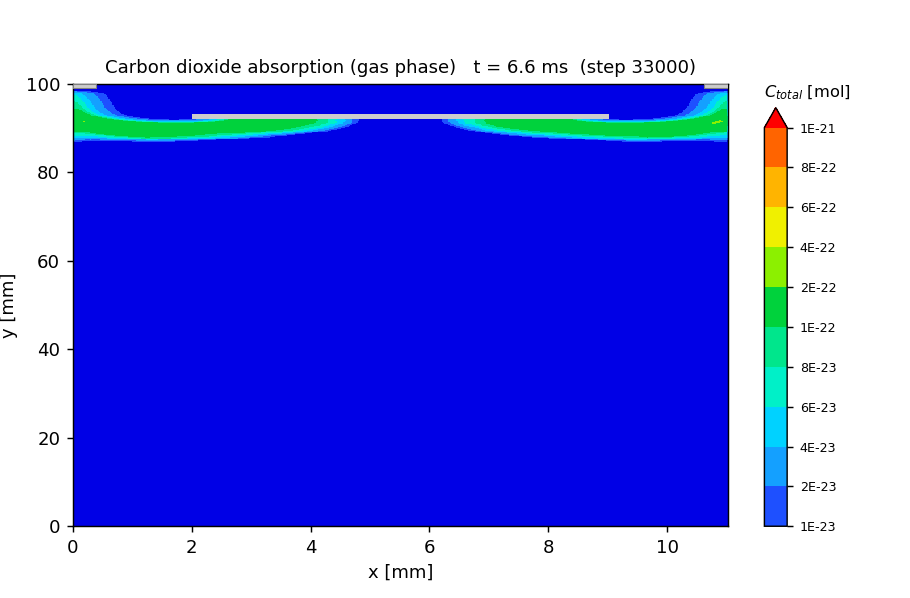 Carbon dioxide absorption (gas phase)   t = 6.6 ms  (step 33000)
C_total [mol]
1E-21
8E-22
6E-22
4E-22
2E-22
1E-22
8E-23
6E-23
4E-23
2E-23
1E-23
100
80
60
40
20
0
y [mm]
0 2 4 6 8 10
x [mm]